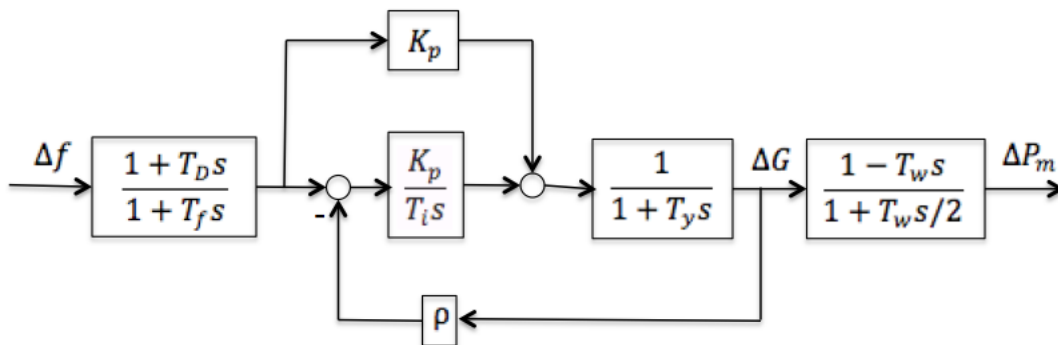 K_p
Δf
1 + T_D s
1 + T_f s
-
K_p
T_i s
1
1 + T_y s
ΔG
1 − T_w s
1 + T_w s/2
ΔP_m
ρ